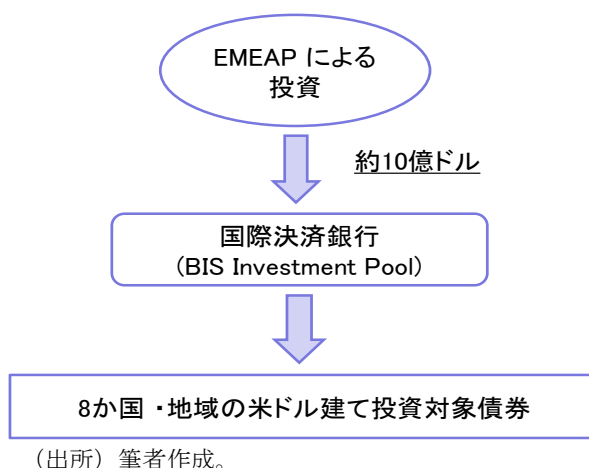 EMEAP による
投資
約10億ドル
国際決済銀行
(BIS Investment Pool)
8か国 ・地域の米ドル建て投資対象債券
（出所）筆者作成。